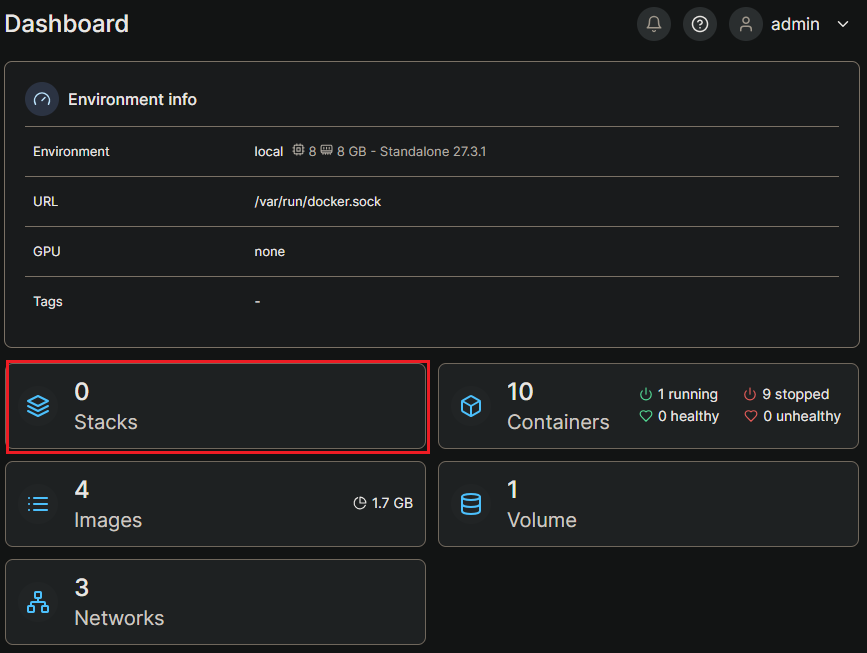 Dashboard
admin
Environment info
Environment local 8 8 GB - Standalone 27.3.1
URL /var/run/docker.sock
GPU none
Tags -
0
Stacks
10
Containers
1 running 9 stopped
0 healthy 0 unhealthy
4
Images
1.7 GB
1
Volume
3
Networks